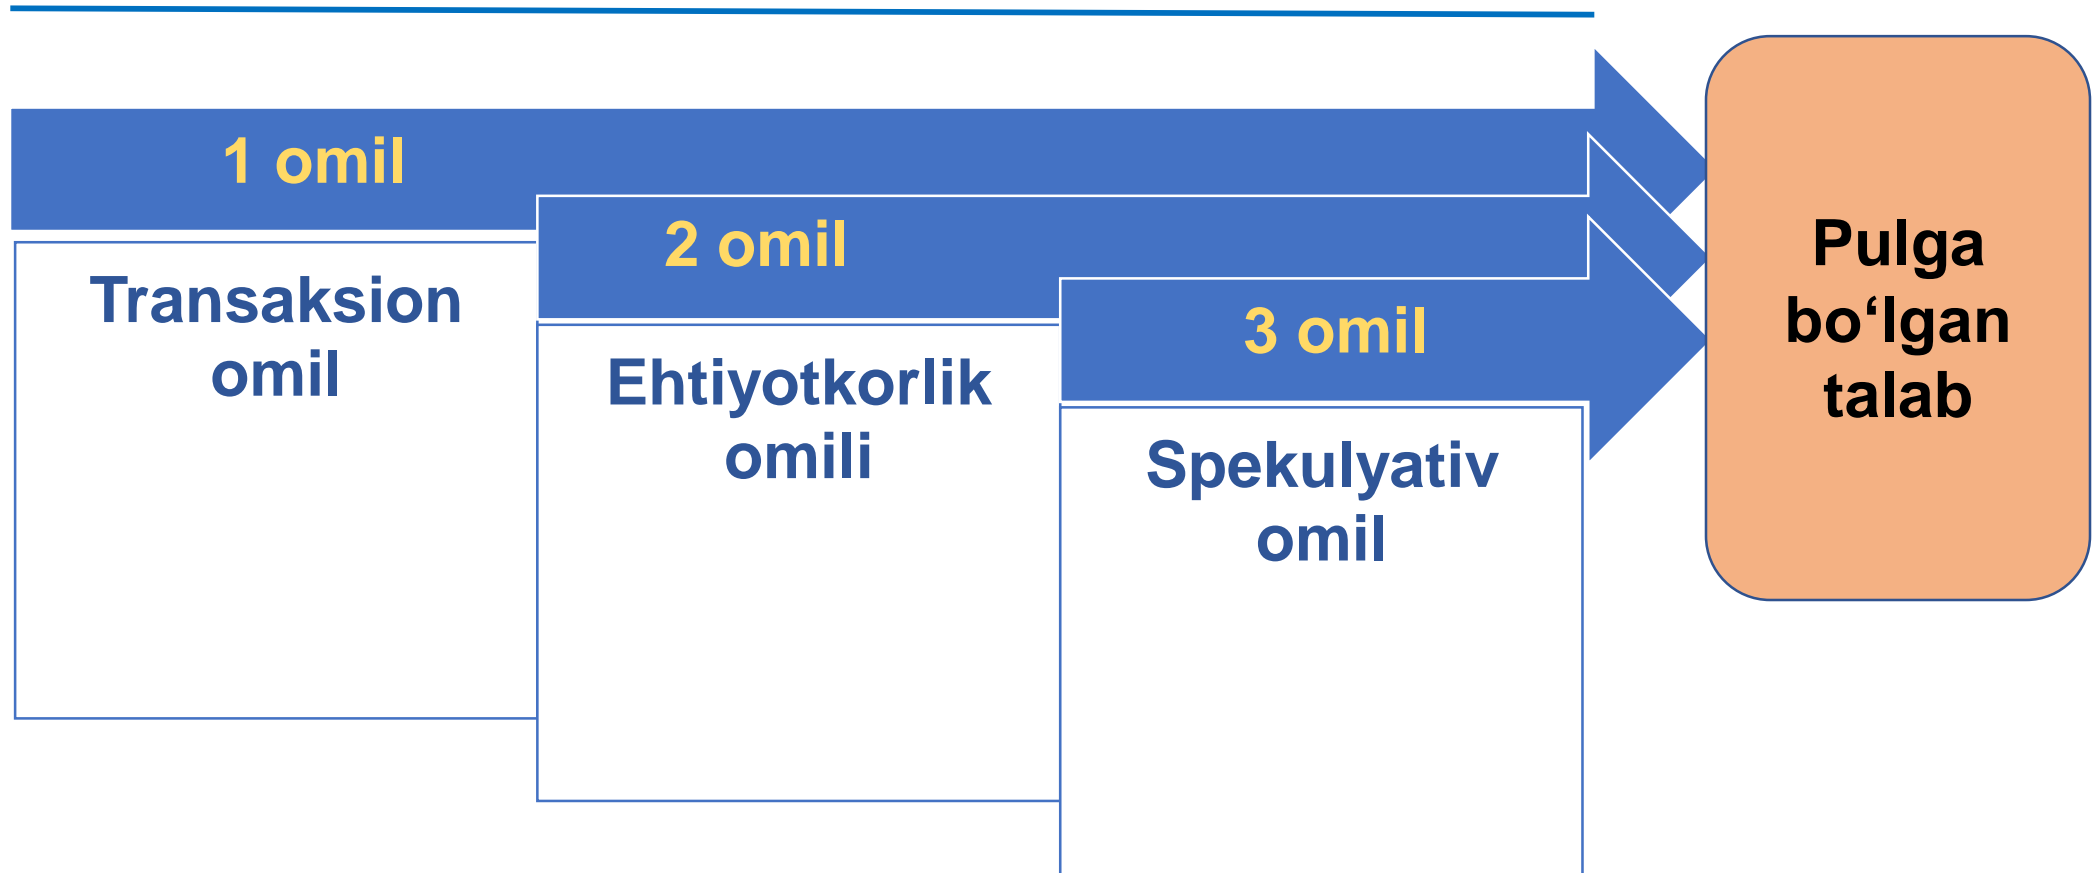 1 omil
Transaksion
omil
2 omil
Ehtiyotkorlik
omili
3 omil
Spekulyativ
omil
Pulga
bo‘lgan
talab